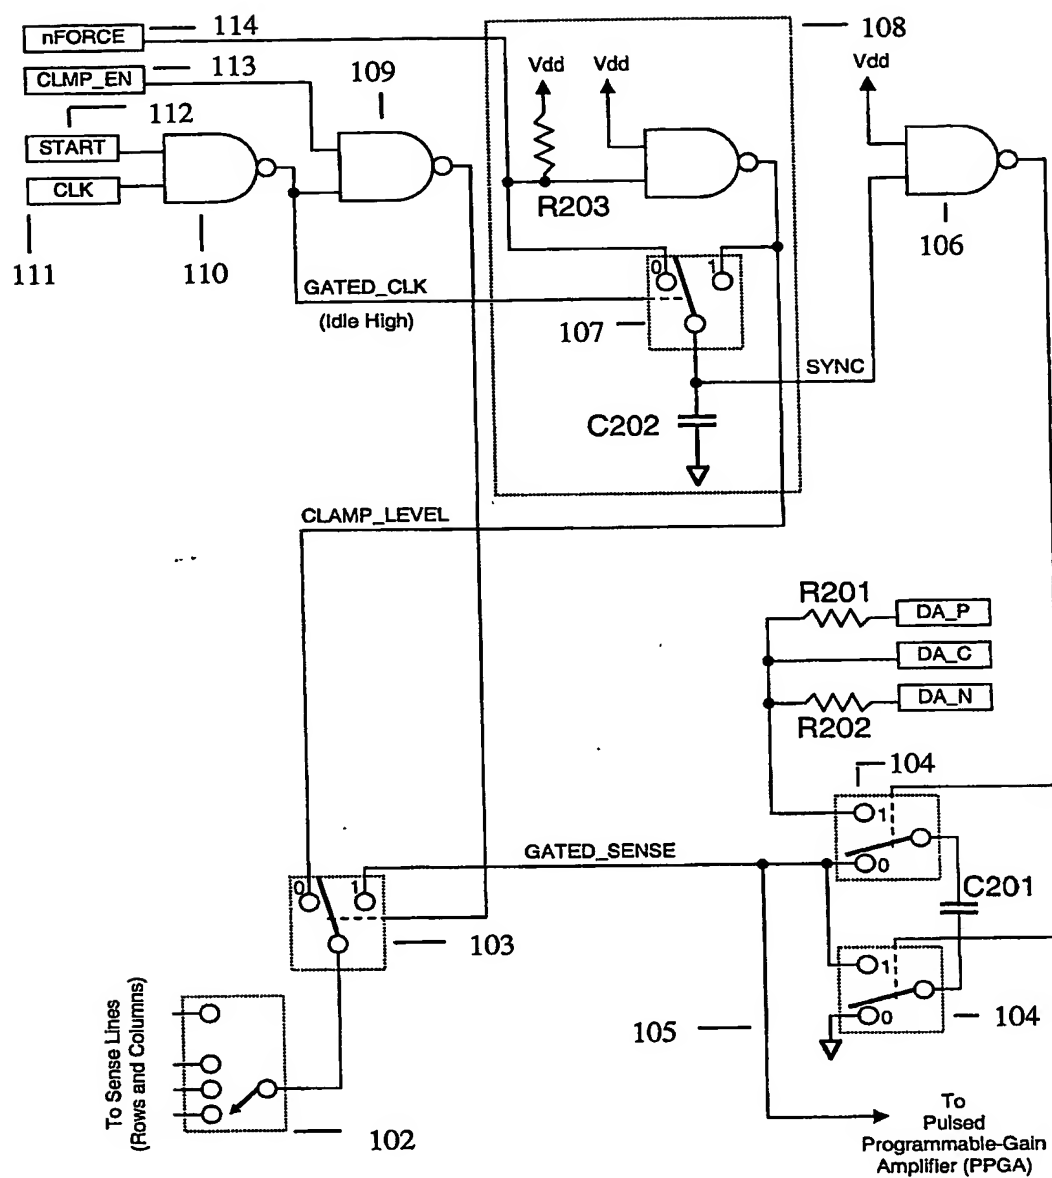 nFORCE
114
108
CLMP_EN
113
109
Vdd
Vdd
Vdd
START
112
CLK
R203
111
110
106
0
1
GATED_CLK
(Idle High)
107
SYNC
C202
CLAMP_LEVEL
R201
DA_P
DA_C
DA_N
R202
104
1
GATED_SENSE
0
C201
0
1
103
1
0
104
105
To Sense Lines
(Rows and Columns)
102
To
Pulsed
Programmable-Gain
Amplifier (PPGA)